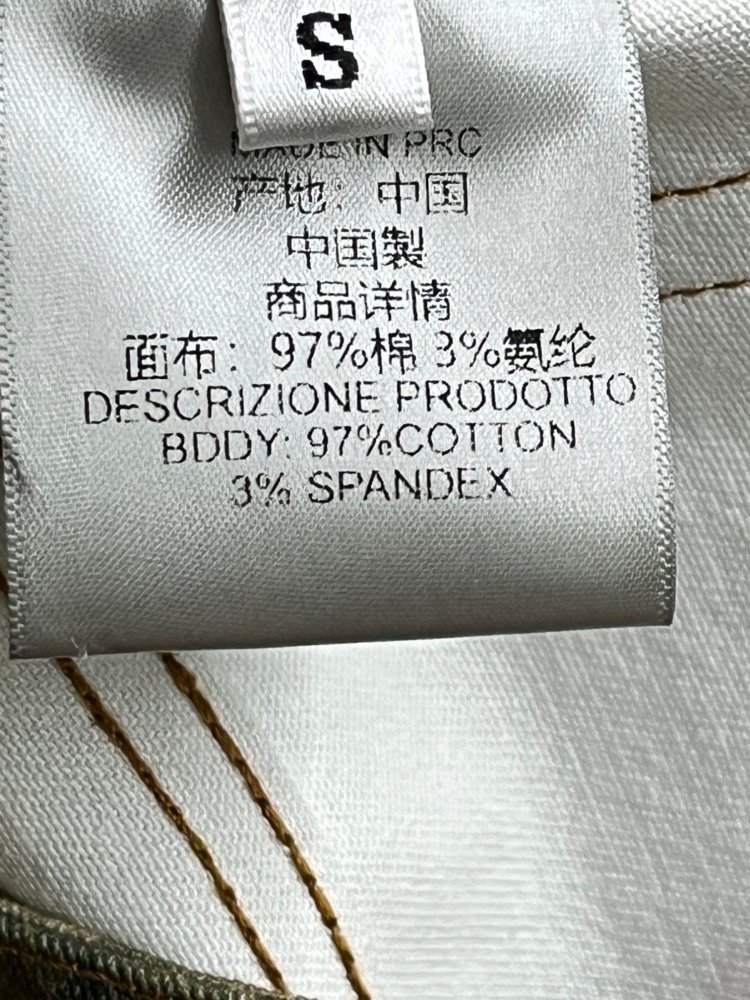 S
MADE IN PRC
产地：中国
中国製
商品详情
面布：97%棉 3%氨纶
DESCRIZIONE PRODOTTO
BDDY: 97%COTTON
3% SPANDEX